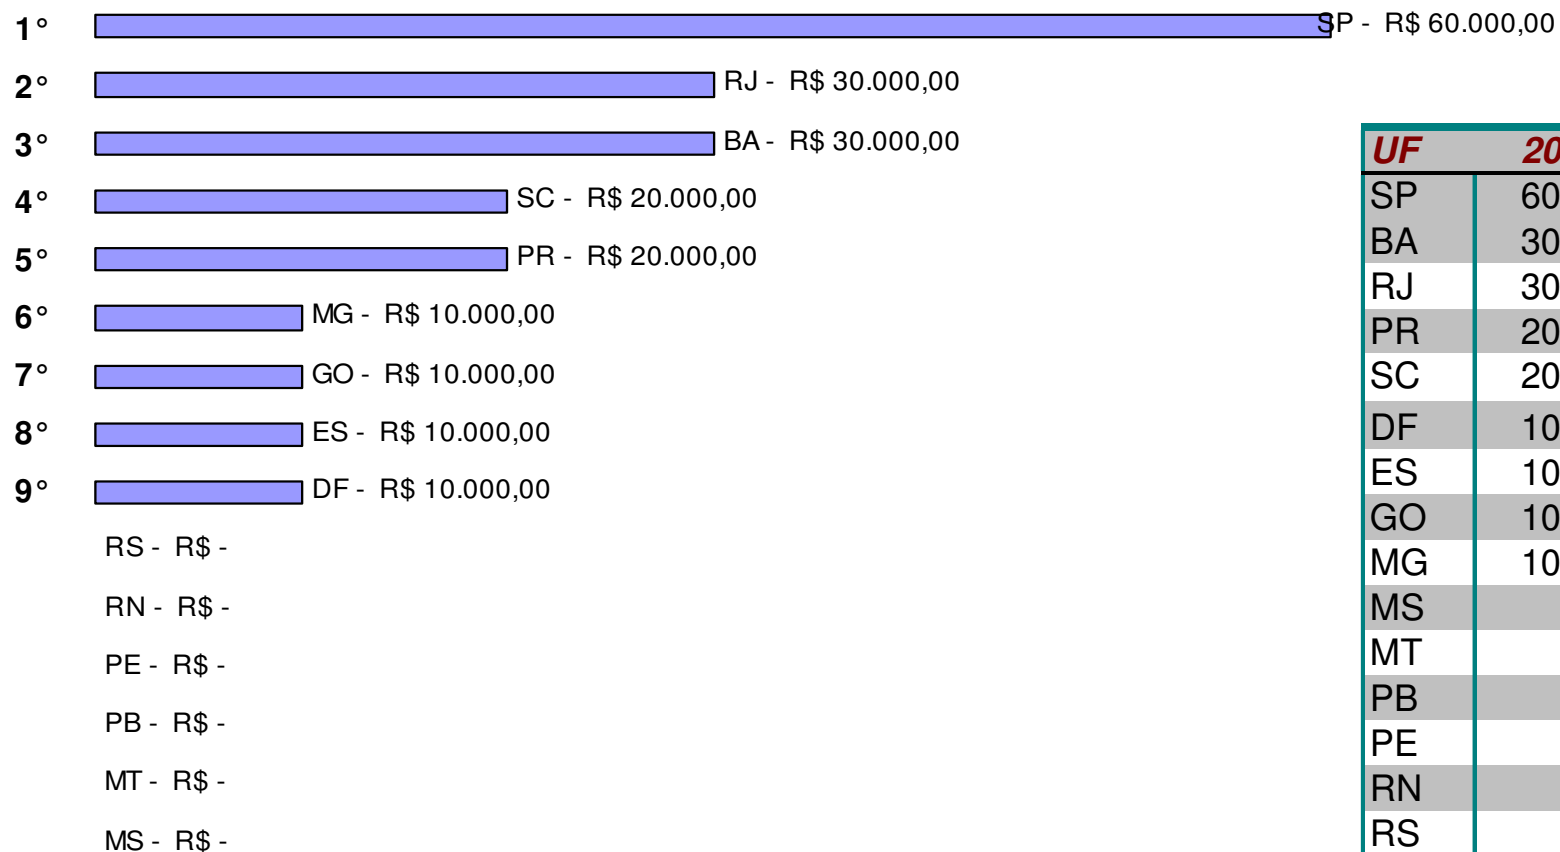 1° SP - R$ 60.000,00
2° RJ - R$ 30.000,00
3° BA - R$ 30.000,00
4° SC - R$ 20.000,00
5° PR - R$ 20.000,00
6° MG - R$ 10.000,00
7° GO - R$ 10.000,00
8° ES - R$ 10.000,00
9° DF - R$ 10.000,00
RS - R$ -
RN - R$ -
PE - R$ -
PB - R$ -
MT - R$ -
MS - R$ -
UF 20
SP 60
BA 30
RJ 30
PR 20
SC 20
DF 10
ES 10
GO 10
MG 10
MS
MT
PB
PE
RN
RS